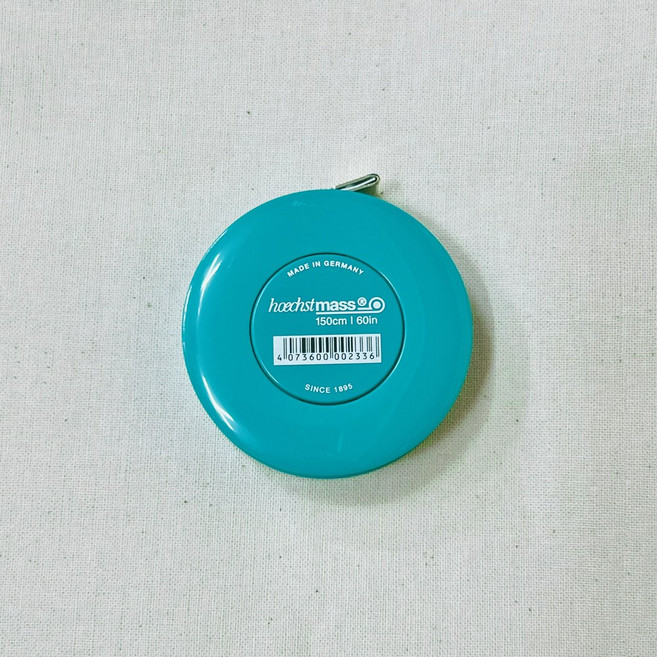 MADE IN GERMANY
hoechstmass®
150cm | 60in
4 073600 002336
SINCE 1895